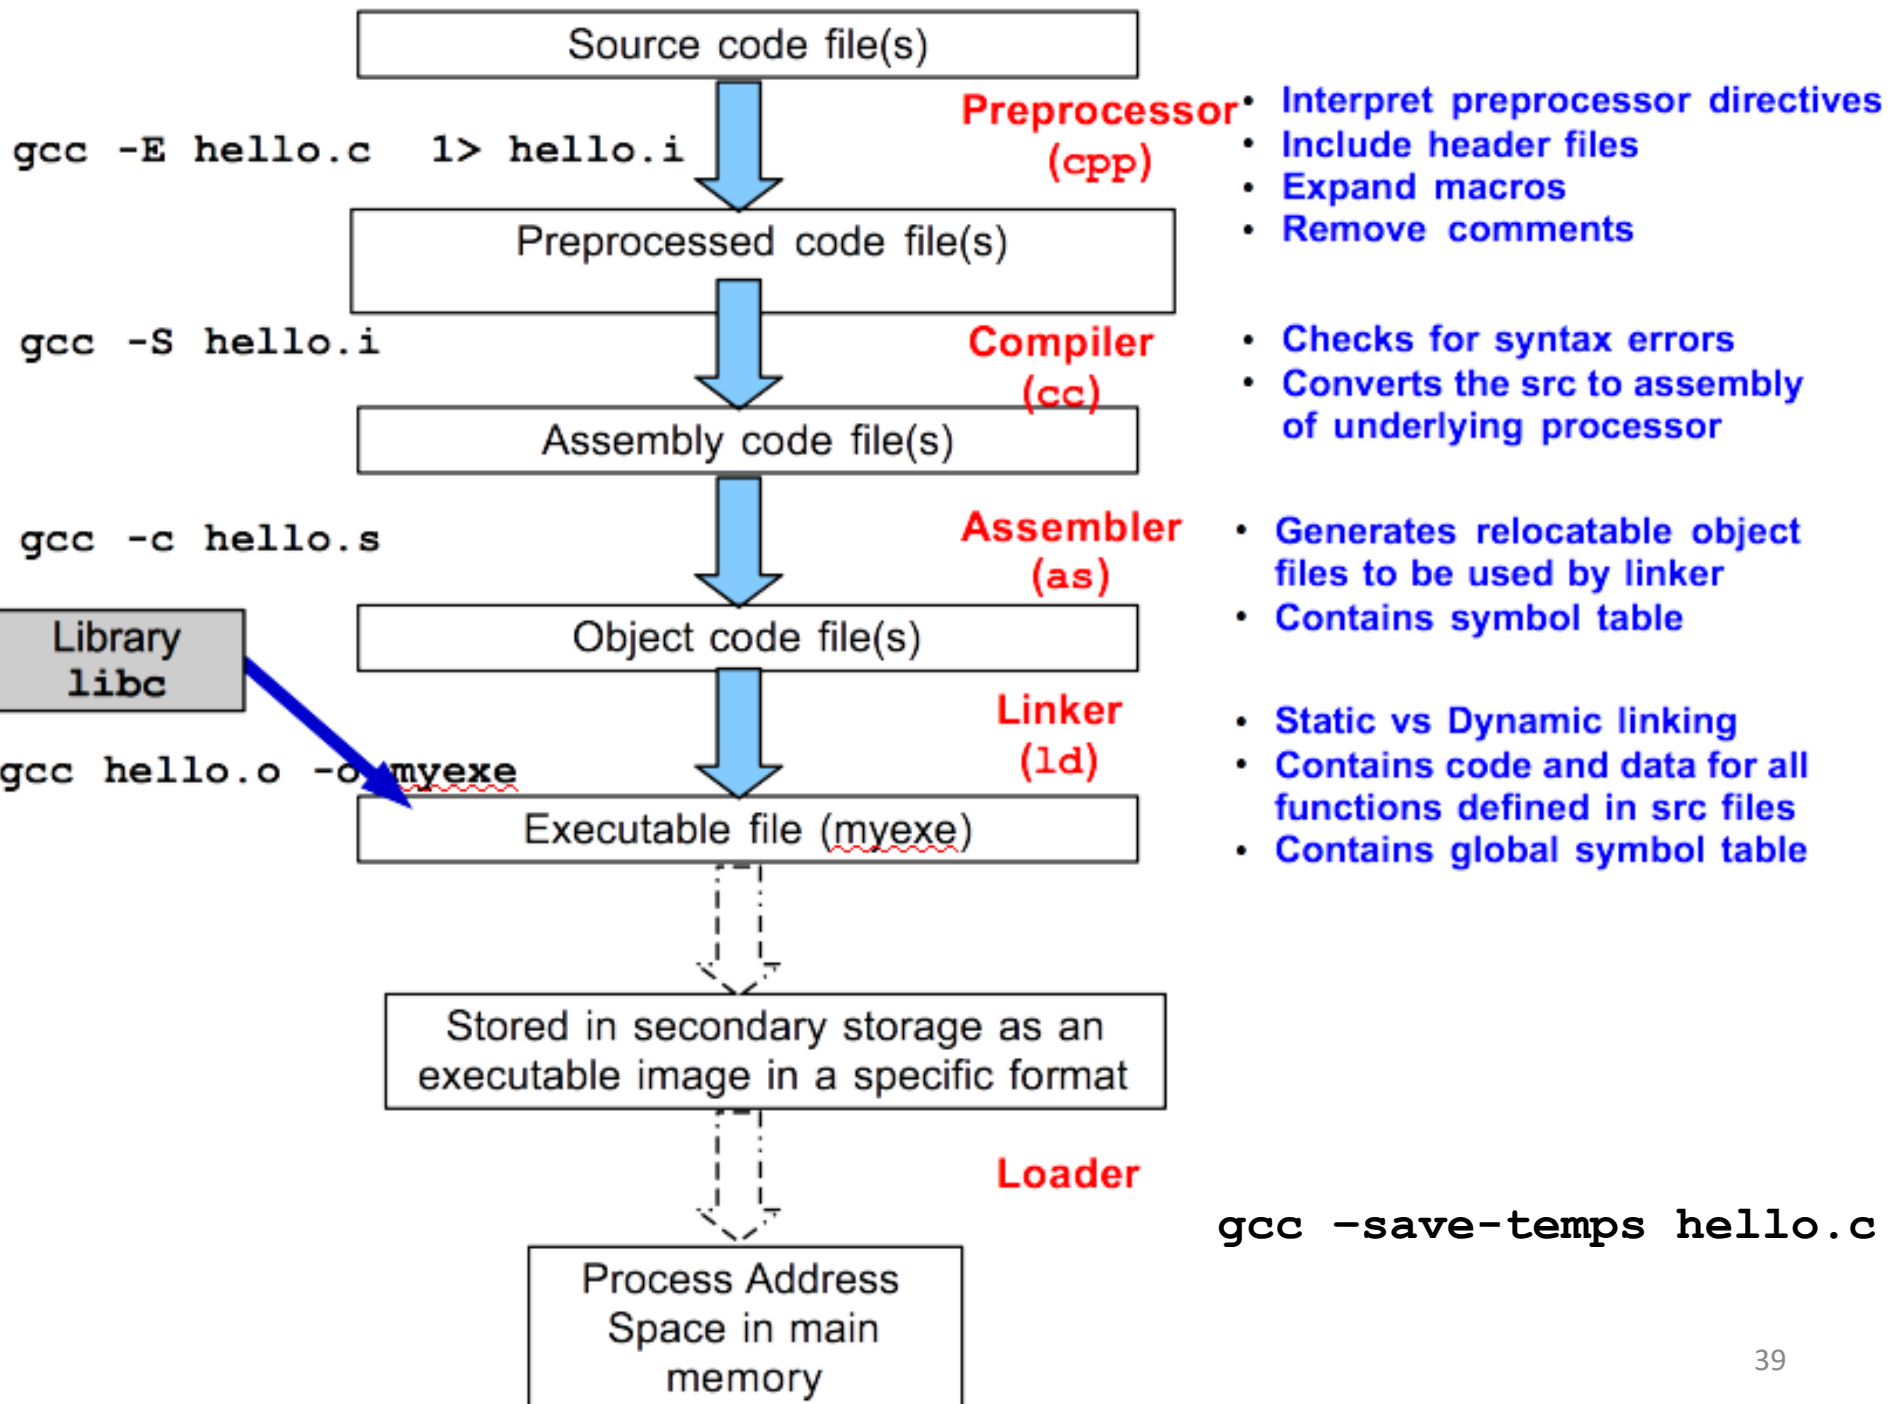 Source code file(s)
gcc -E hello.c  1> hello.i
Preprocessor
(cpp)
• Interpret preprocessor directives
• Include header files
• Expand macros
• Remove comments
Preprocessed code file(s)
gcc -S hello.i
Compiler
(cc)
• Checks for syntax errors
• Converts the src to assembly
of underlying processor
Assembly code file(s)
gcc -c hello.s
Assembler
(as)
• Generates relocatable object
files to be used by linker
• Contains symbol table
Library
libc
Object code file(s)
gcc hello.o -o myexe
Linker
(ld)
• Static vs Dynamic linking
• Contains code and data for all
functions defined in src files
• Contains global symbol table
Executable file (myexe)
Stored in secondary storage as an
executable image in a specific format
Loader
gcc –save-temps hello.c
Process Address
Space in main
memory
39